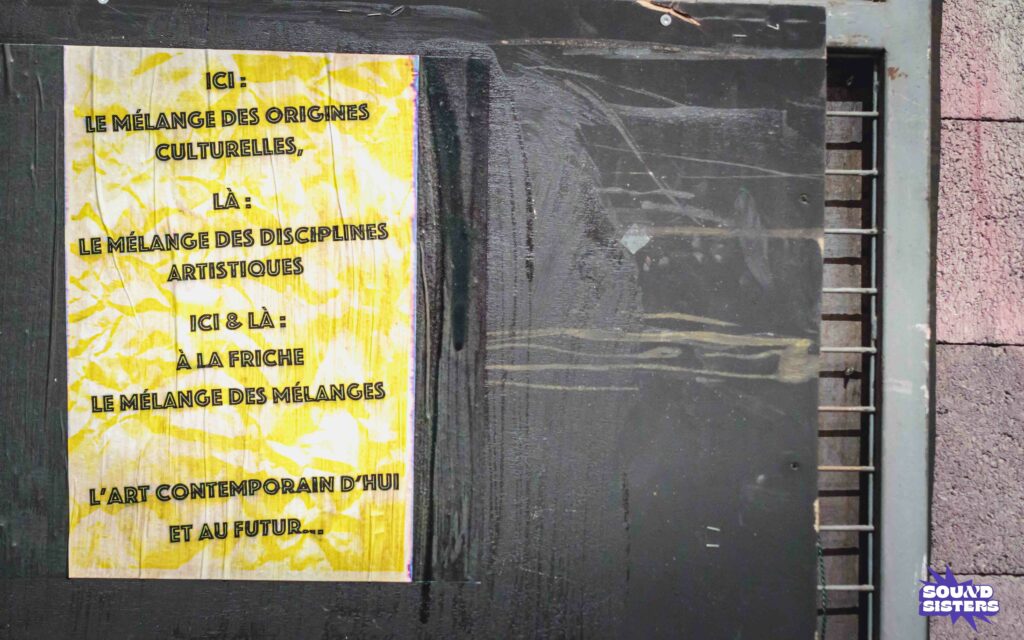 ICI :
LE MÉLANGE DES ORIGINES
CULTURELLES,
LÀ :
LE MÉLANGE DES DISCIPLINES
ARTISTIQUES
ICI & LÀ :
À LA FRICHE
LE MÉLANGE DES MÉLANGES
L'ART CONTEMPORAIN D'HUI
ET AU FUTUR...
SOUND
SISTERS